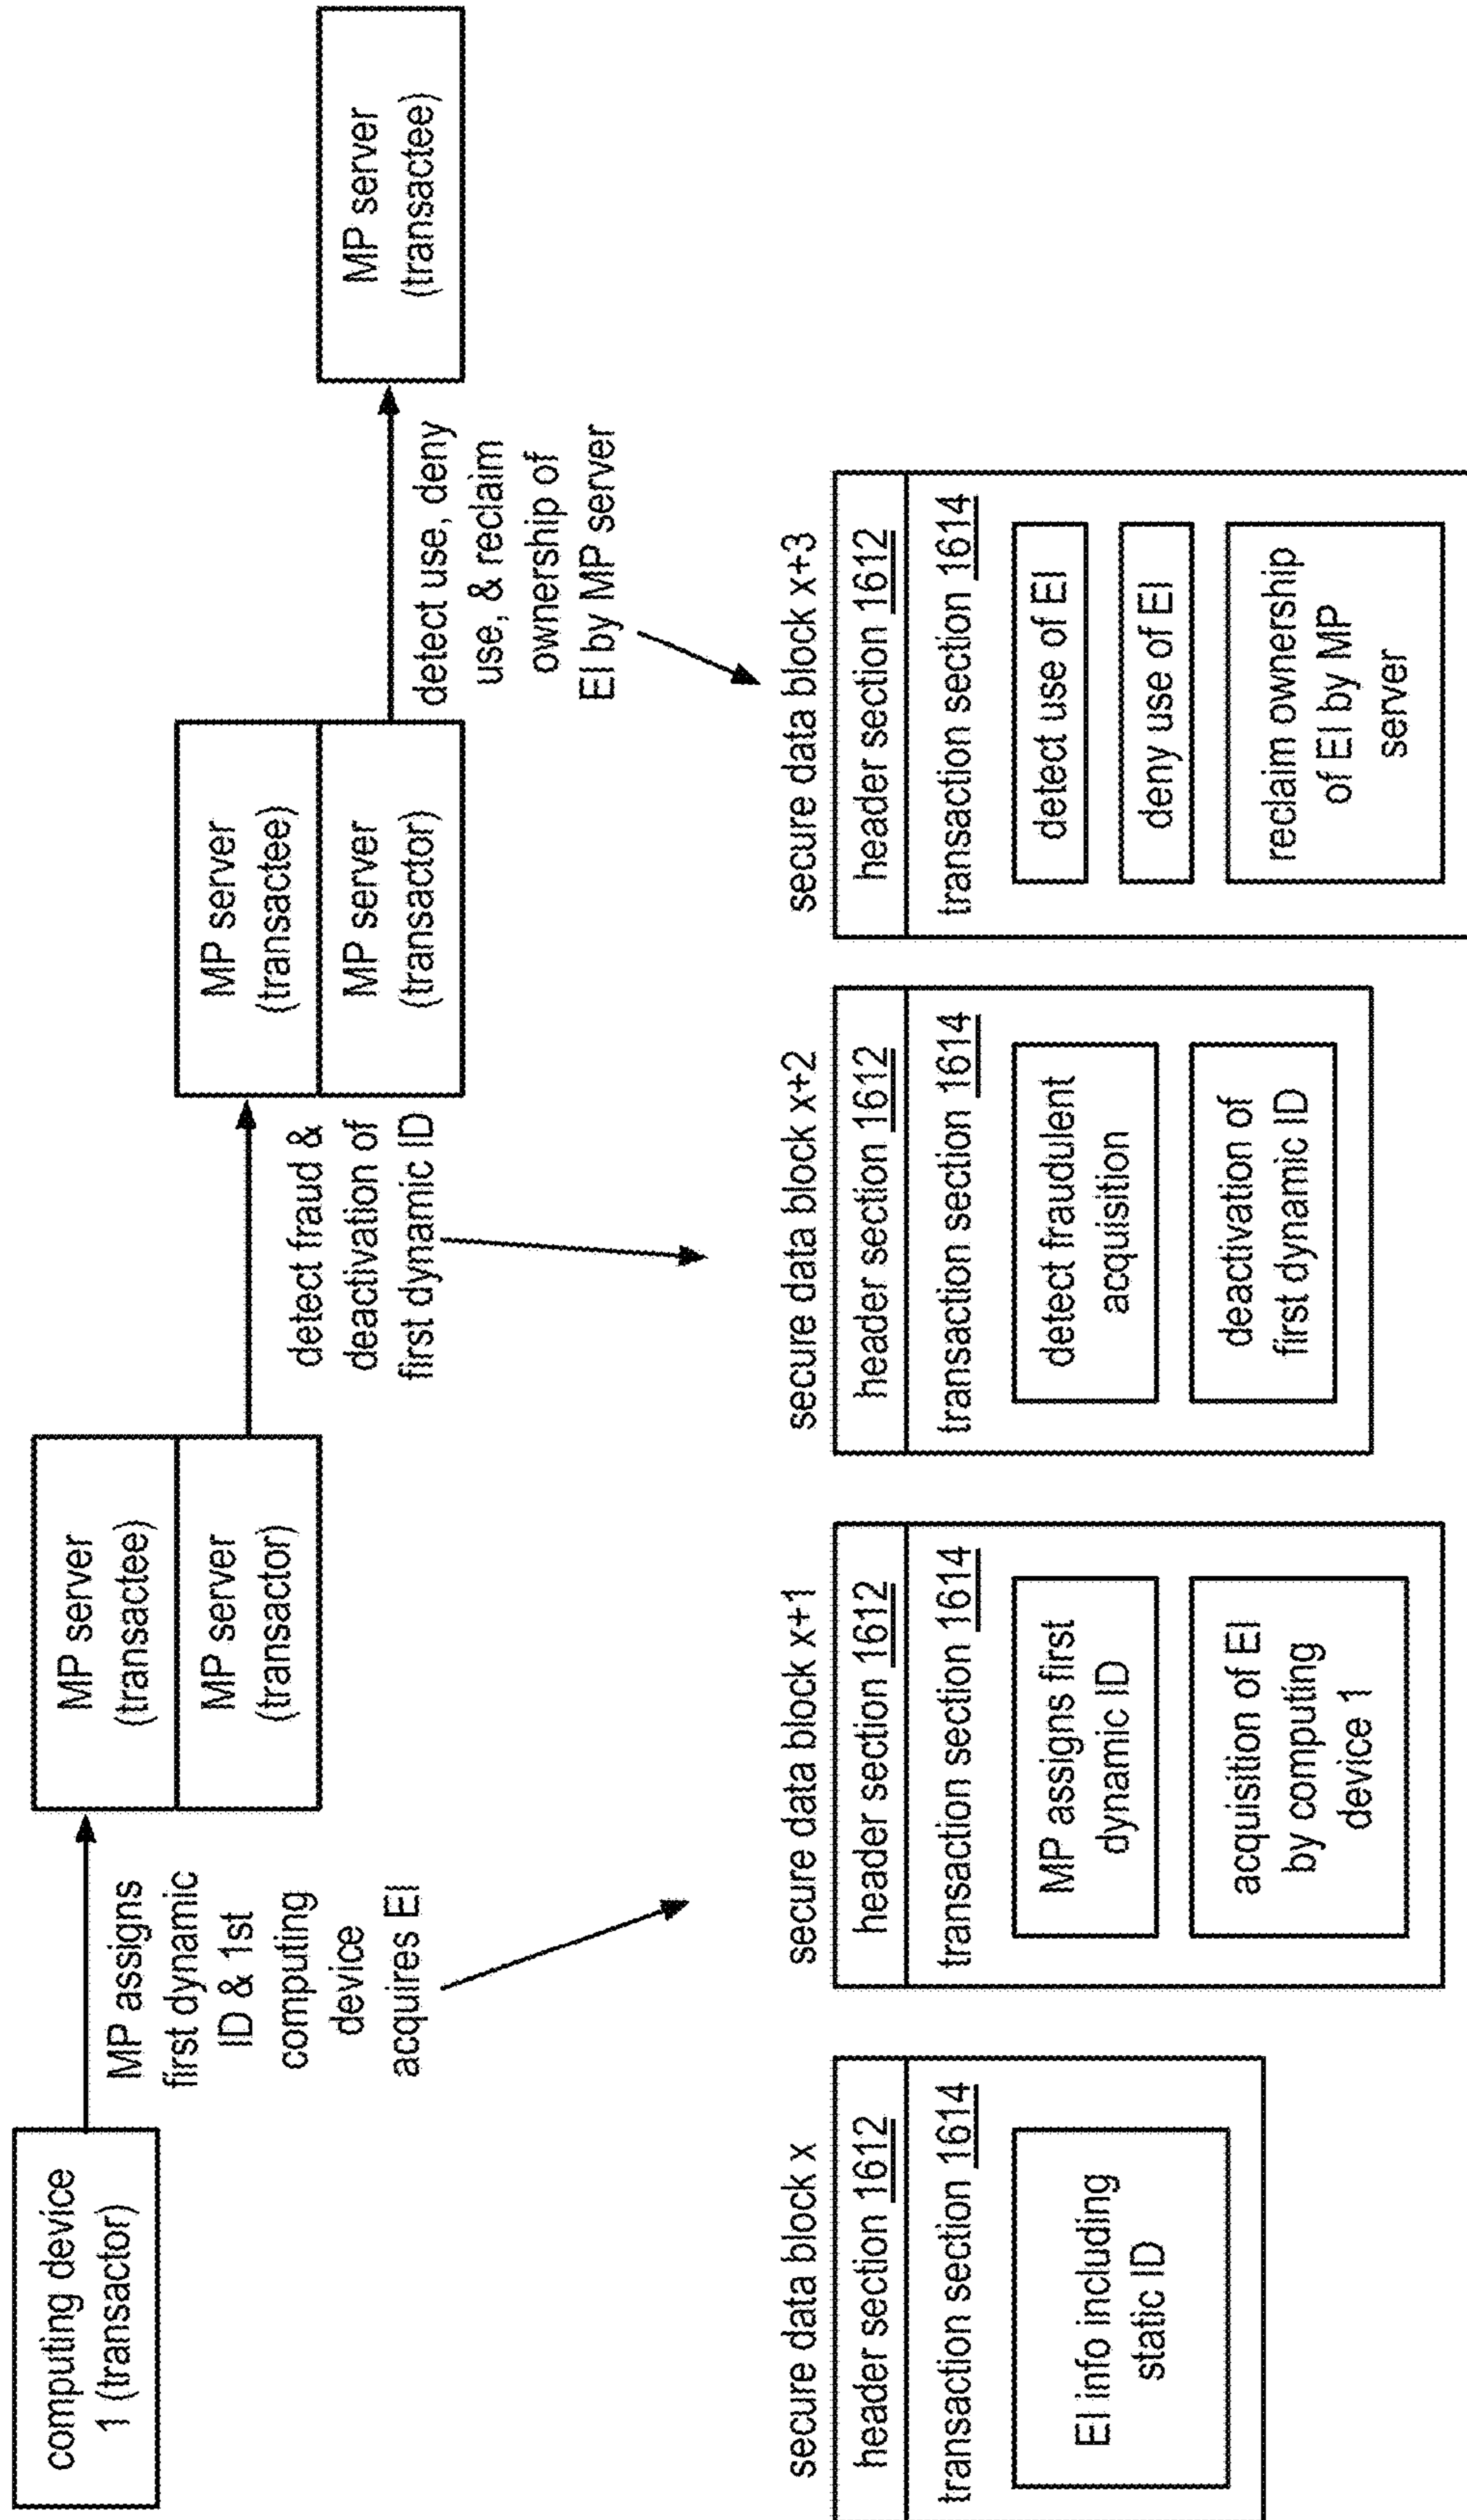 computing device
1 (transactor)
MP assigns
first dynamic
ID & 1st
computing
device
acquires EI
MP server
(transactee)
MP server
(transactor)
detect fraud &
deactivation of
first dynamic ID
MP server
(transactee)
MP server
(transactor)
detect use, deny
use, & reclaim
ownership of
EI by MP server
MP server
(transactee)
secure data block x
header section 1612
transaction section 1614
EI info including
static ID
secure data block x+1
header section 1612
transaction section 1614
MP assigns first
dynamic ID
acquisition of EI
by computing
device 1
secure data block x+2
header section 1612
transaction section 1614
detect fraudulent
acquisition
deactivation of
first dynamic ID
secure data block x+3
header section 1612
transaction section 1614
detect use of EI
deny use of EI
reclaim ownership
of EI by MP
server